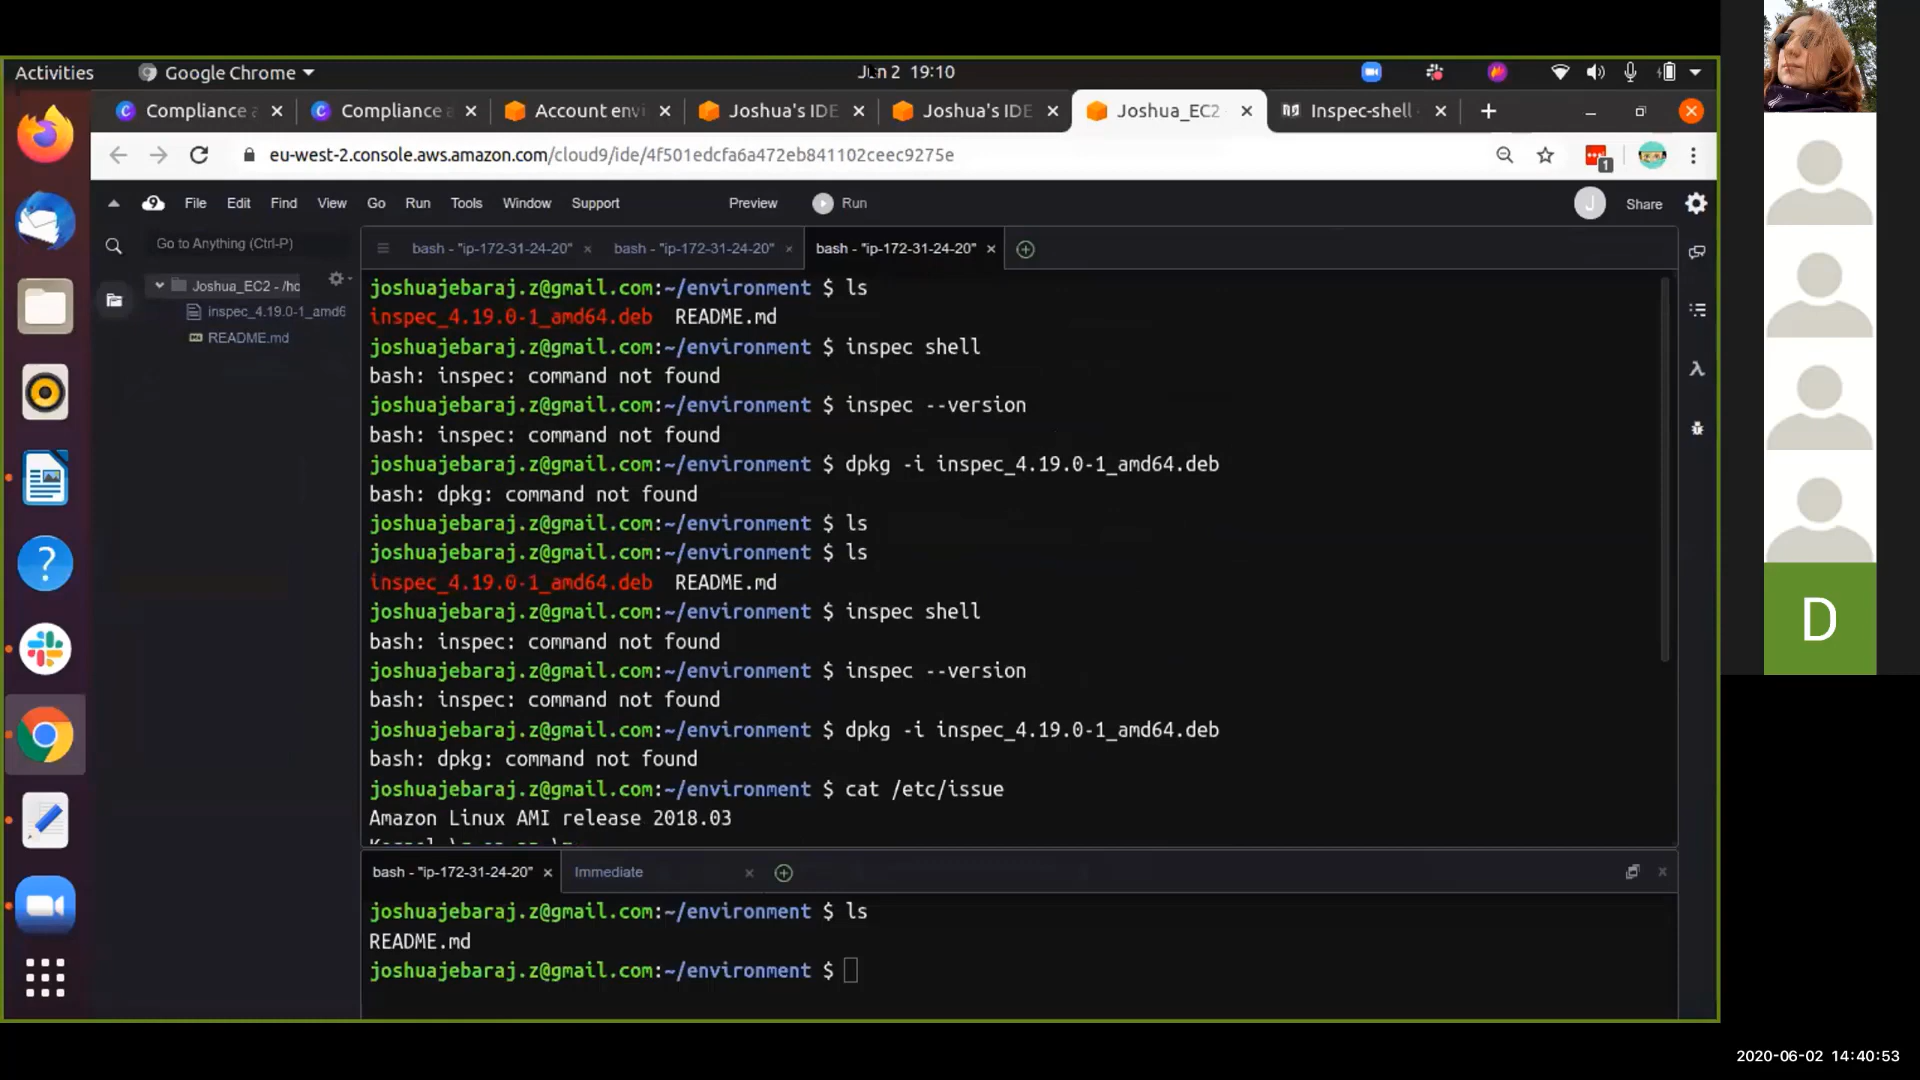 Activities
Google Chrome
Jun 2 19:10
Compliance a
Compliance a
Account envi
Joshua's IDE
Joshua's IDE
Joshua_EC2
Inspec-shell
eu-west-2.console.aws.amazon.com/cloud9/ide/4f501edcfa6a472eb841102ceec9275e
1
9 File Edit Find View Go Run Tools Window Support Preview Run J Share
Go to Anything (Ctrl-P)
bash - "ip-172-31-24-20"
bash - "ip-172-31-24-20"
bash - "ip-172-31-24-20"
Joshua_EC2 - /ho
inspec_4.19.0-1_amd6
README.md
joshuajebaraj.z@gmail.com:~/environment $ ls
inspec_4.19.0-1_amd64.deb README.md
joshuajebaraj.z@gmail.com:~/environment $ inspec shell
bash: inspec: command not found
joshuajebaraj.z@gmail.com:~/environment $ inspec --version
bash: inspec: command not found
joshuajebaraj.z@gmail.com:~/environment $ dpkg -i inspec_4.19.0-1_amd64.deb
bash: dpkg: command not found
joshuajebaraj.z@gmail.com:~/environment $ ls
joshuajebaraj.z@gmail.com:~/environment $ ls
inspec_4.19.0-1_amd64.deb README.md
joshuajebaraj.z@gmail.com:~/environment $ inspec shell
bash: inspec: command not found
joshuajebaraj.z@gmail.com:~/environment $ inspec --version
bash: inspec: command not found
joshuajebaraj.z@gmail.com:~/environment $ dpkg -i inspec_4.19.0-1_amd64.deb
bash: dpkg: command not found
joshuajebaraj.z@gmail.com:~/environment $ cat /etc/issue
Amazon Linux AMI release 2018.03
bash - "ip-172-31-24-20"
Immediate
joshuajebaraj.z@gmail.com:~/environment $ ls
README.md
joshuajebaraj.z@gmail.com:~/environment $
D
2020-06-02 14:40:53